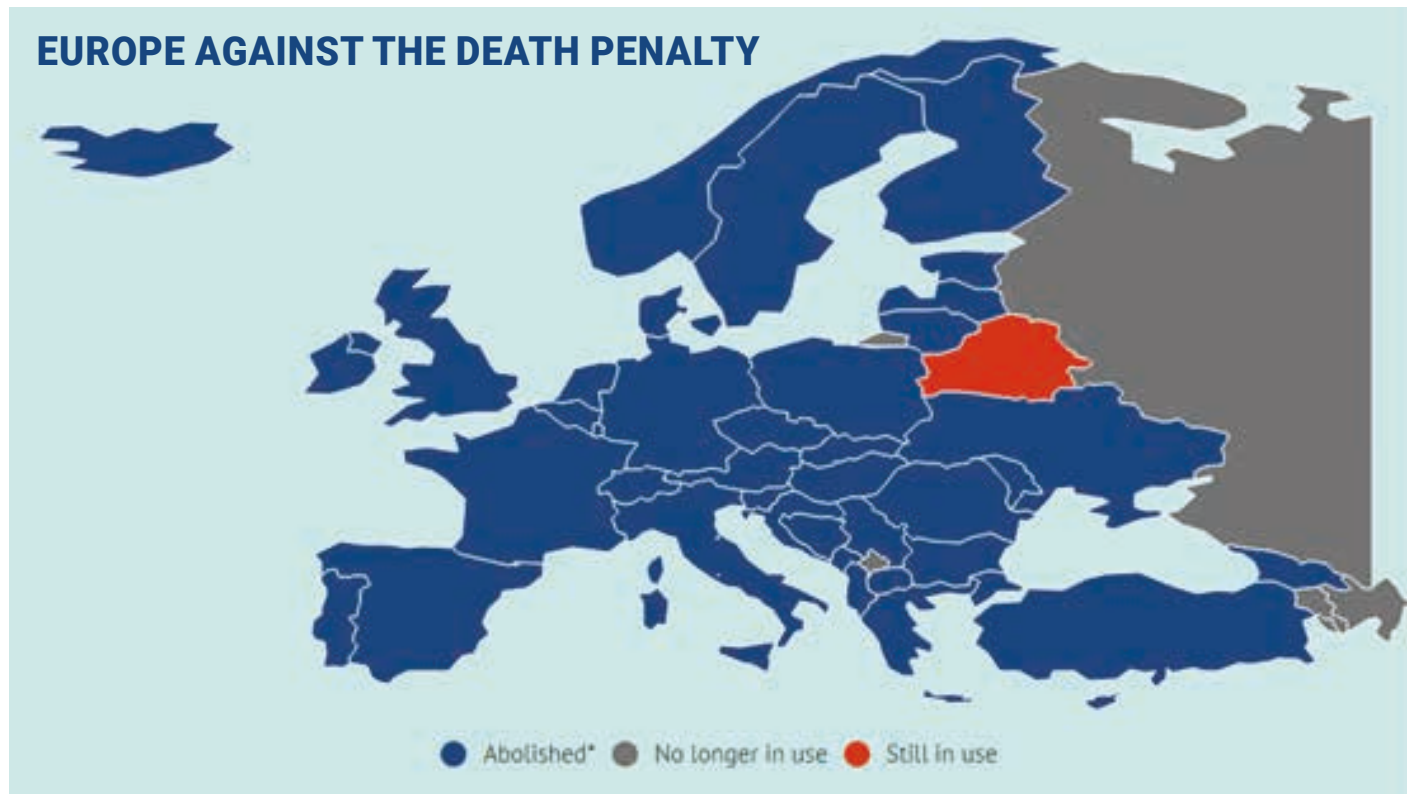 EUROPE AGAINST THE DEATH PENALTY
Abolished* No longer in use Still in use